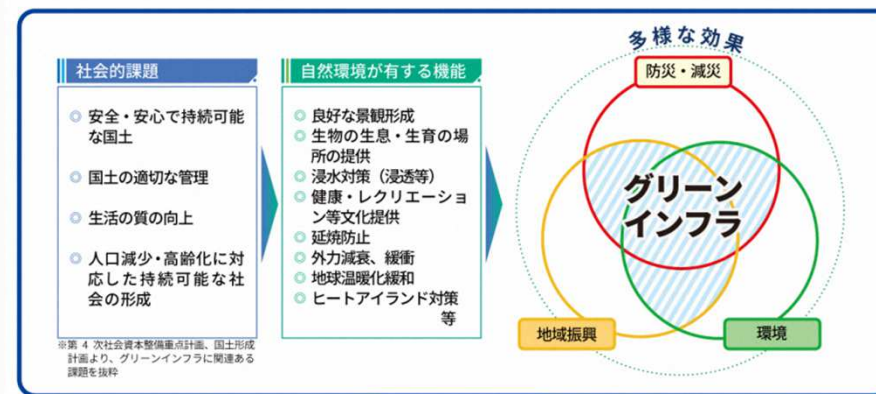 社会的課題
◎ 安全・安心で持続可能
な国土
◎ 国土の適切な管理
◎ 生活の質の向上
◎ 人口減少・高齢化に対
応した持続可能な社
会の形成
※第 4 次社会資本整備重点計画、国土形成
計画より、グリーンインフラに関連ある
課題を抜粋
自然環境が有する機能
◎ 良好な景観形成
◎ 生物の生息・生育の場
所の提供
◎ 浸水対策（浸透等）
◎ 健康・レクリエーショ
ン等文化提供
◎ 延焼防止
◎ 外力減衰、緩衝
◎ 地球温暖化緩和
◎ ヒートアイランド対策
等
多様な効果
防災・減災
グリーン
インフラ
地域振興
環境